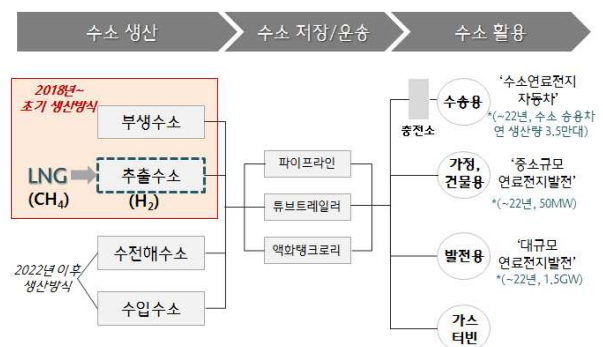 수소 생산
수소 저장/운송
수소 활용
2018년~
초기 생산방식
부생수소
LNG
(CH₄)
추출수소
(H₂)
2022년 이후
생산방식
수전해수소
수입수소
파이프라인
튜브트레일러
액화탱크로리
충전소
수송용
‘수소연료전지
자동차’
*(~22년, 수소 승용차
연 생산량 3.5만대)
가정,
건물용
‘중소규모
연료전지발전’
*(~22년, 50MW)
발전용
‘대규모
연료전지발전’
*(~22년, 1.5GW)
가스
터빈